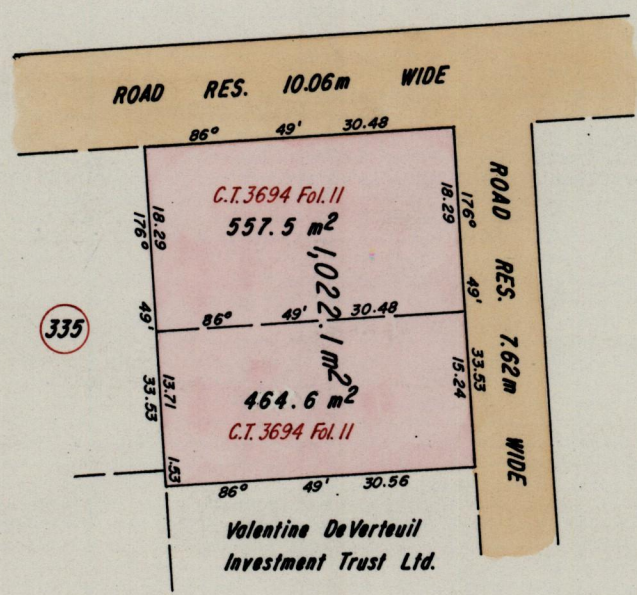 ROAD RES. 10.06m WIDE
86° 49' 30.48
C.T. 3694 Fol. 11
557.5 m²
18.29
176°
49'
18.29
176°
49'
ROAD RES. 7.62m WIDE
1,022.1 m²
335
86° 49' 30.48
13.71
33.53
1.53
15.24
33.53
464.6 m²
C.T. 3694 Fol. 11
86° 49' 30.56
Valentine DeVerteuil
Investment Trust Ltd.